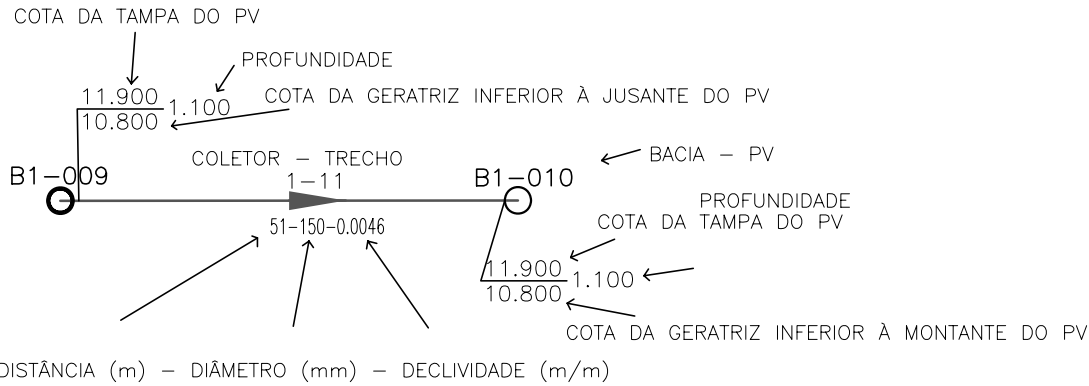 COTA DA TAMPA DO PV
PROFUNDIDADE
11.900
1.100
COTA DA GERATRIZ INFERIOR À JUSANTE DO PV
10.800
COLETOR – TRECHO
BACIA – PV
B1-009
1-11
B1-010
PROFUNDIDADE
COTA DA TAMPA DO PV
51-150-0.0046
11.900
1.100
10.800
COTA DA GERATRIZ INFERIOR À MONTANTE DO PV
DISTÂNCIA (m) – DIÂMETRO (mm) – DECLIVIDADE (m/m)